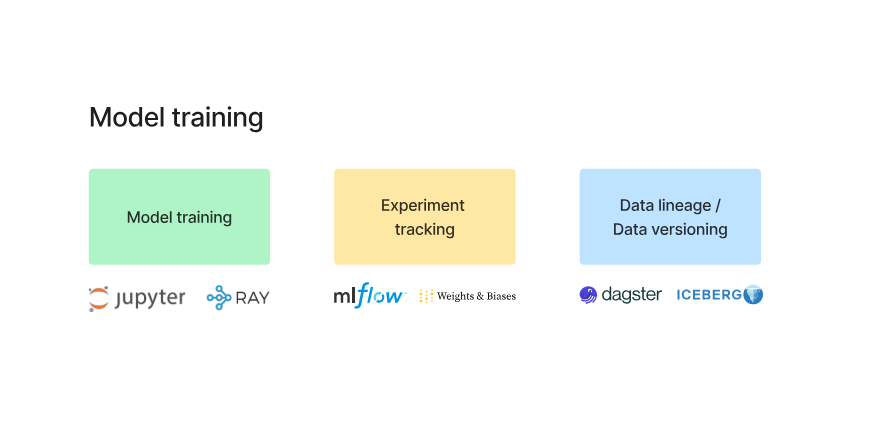 Model training
Model training
Experiment
tracking
Data lineage /
Data versioning
jupyter
RAY
mlflow
Weights & Biases
dagster
ICEBERG